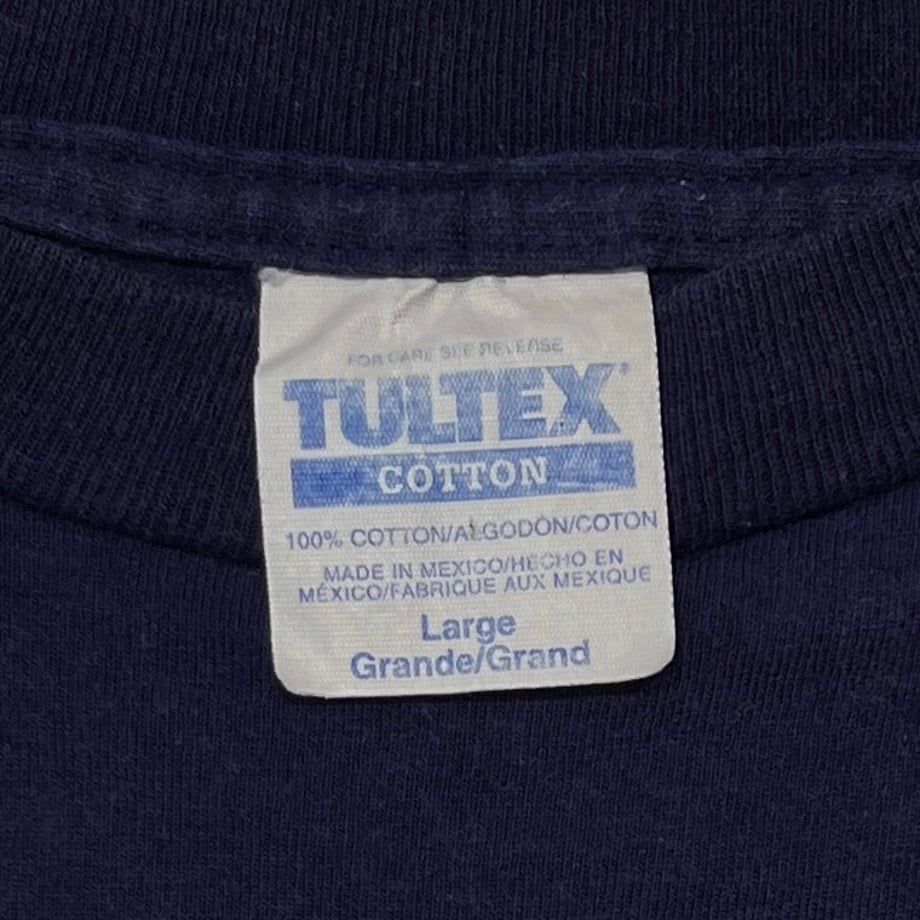 FOR CARE SEE REVERSE
TULTEX®
COTTON
100% COTTON/ALGODÓN/COTON
MADE IN MEXICO/HECHO EN
MÉXICO/FABRIQUE AUX MEXIQUE
Large
Grande/Grand